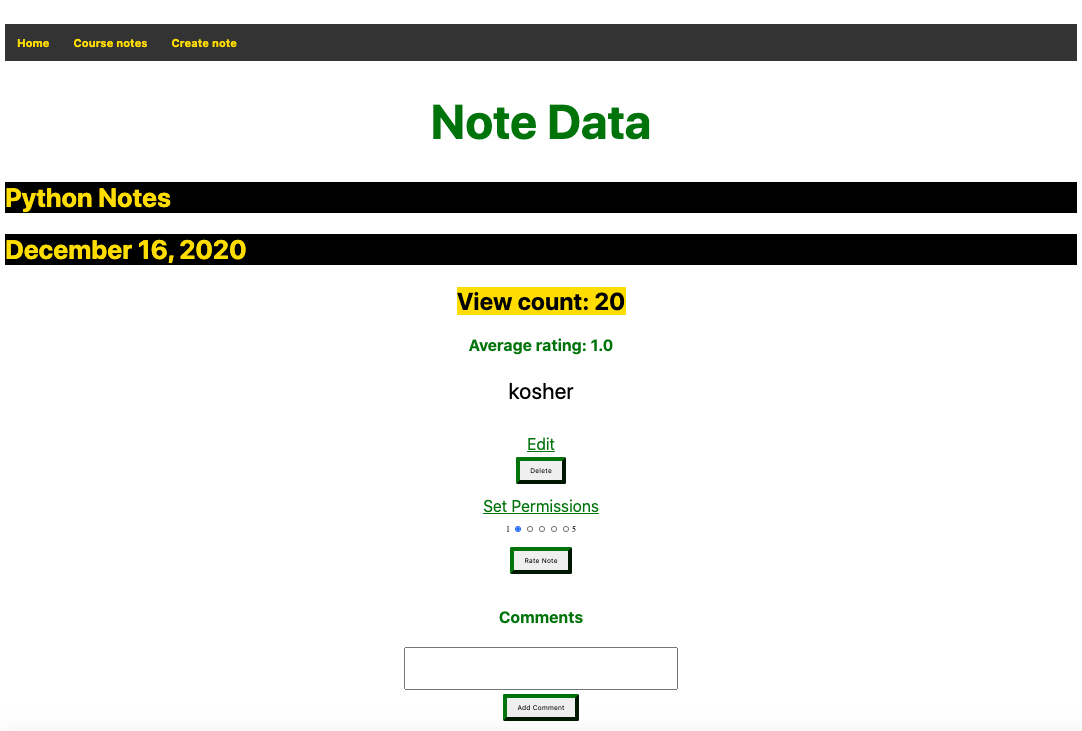 Home Course notes Create note
Note Data
Python Notes
December 16, 2020
View count: 20
Average rating: 1.0
kosher
Edit
Delete
Set Permissions
1 5
Rate Note
Comments
Add Comment